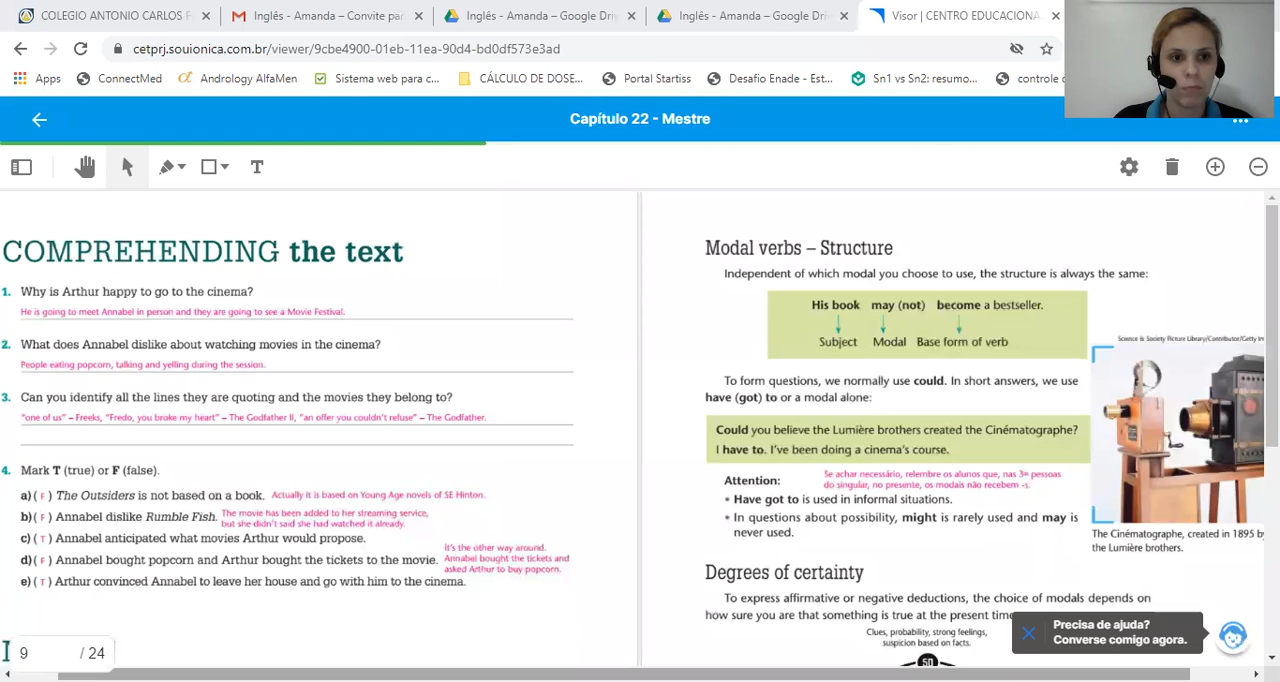 COLEGIO ANTONIO CARLOS F
Inglês - Amanda – Convite par
Inglês - Amanda – Google Driv
Inglês - Amanda – Google Driv
Visor | CENTRO EDUCACIONA
cetprj.souionica.com.br/viewer/9cbe4900-01eb-11ea-90d4-bd0df573e3ad
Apps
ConnectMed
Andrology AlfaMen
Sistema web para c...
CÁLCULO DE DOSE...
Portal Startiss
Desafio Enade - Est...
Sn1 vs Sn2: resumo...
controle d
Capítulo 22 - Mestre
COMPREHENDING the text
1. Why is Arthur happy to go to the cinema?
He is going to meet Annabel in person and they are going to see a Movie Festival.
2. What does Annabel dislike about watching movies in the cinema?
People eating popcorn, talking and yelling during the session.
3. Can you identify all the lines they are quoting and the movies they belong to?
"one of us" – Freeks, "Fredo, you broke my heart" – The Godfather II, "an offer you couldn't refuse" – The Godfather.
4. Mark T (true) or F (false).
a) ( F ) The Outsiders is not based on a book. Actually it is based on Young Age novels of SE Hinton.
b) ( F ) Annabel dislike Rumble Fish. The movie has been added to her streaming service,
but she didn't said she had watched it already.
c) ( T ) Annabel anticipated what movies Arthur would propose.
d) ( F ) Annabel bought popcorn and Arthur bought the tickets to the movie. It's the other way around.
Annabel bought the tickets and
asked Arthur to buy popcorn.
e) ( T ) Arthur convinced Annabel to leave her house and go with him to the cinema.
9 / 24
Modal verbs – Structure
Independent of which modal you choose to use, the structure is always the same:
His book may (not) become a bestseller.
Subject Modal Base form of verb
Science & Society Picture Library/Contributor/Getty Im
To form questions, we normally use could. In short answers, we use
have (got) to or a modal alone:
Could you believe the Lumière brothers created the Cinématographe?
I have to. I've been doing a cinema's course.
Se achar necessário, relembre os alunos que, nas 3ªs pessoas
do singular, no presente, os modais não recebem -s.
Attention:
• Have got to is used in informal situations.
• In questions about possibility, might is rarely used and may is
never used.
The Cinématographe, created in 1895 by
the Lumière brothers.
Degrees of certainty
To express affirmative or negative deductions, the choice of modals depends on
how sure you are that something is true at the present time
Clues, probability, strong feelings,
suspicion based on facts.
50
Precisa de ajuda?
Converse comigo agora.